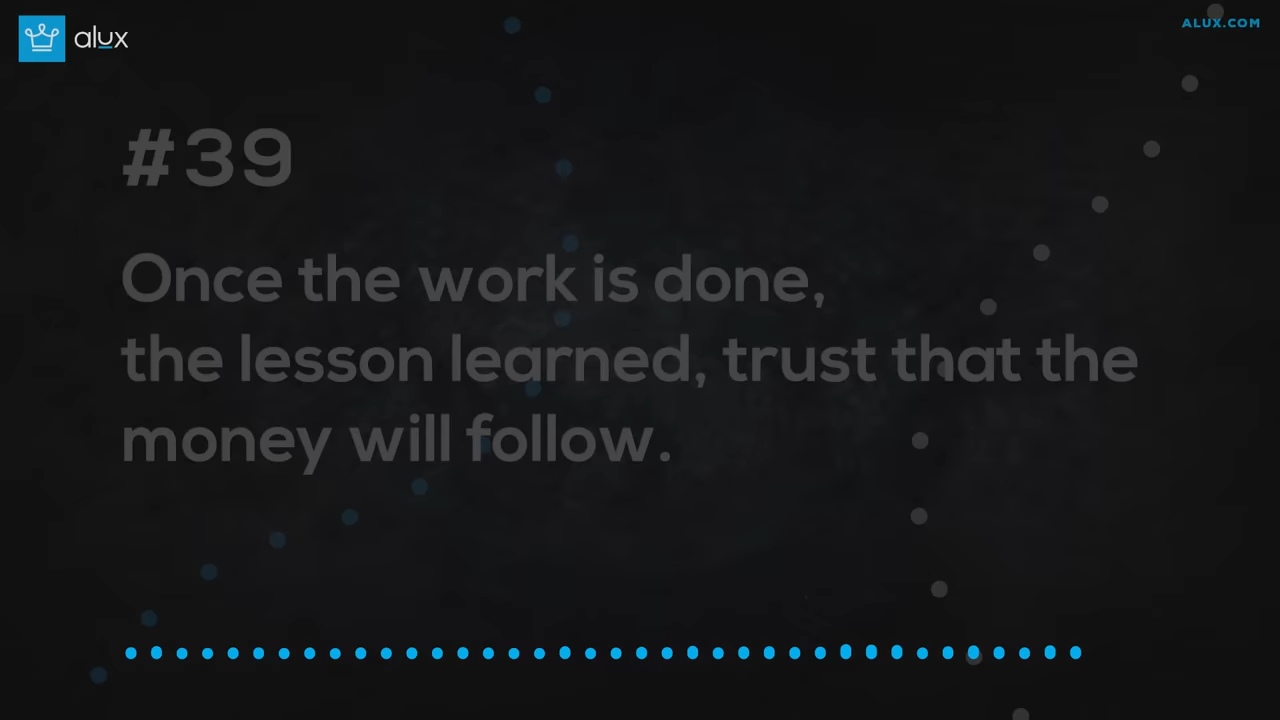 alux
ALUX.COM
#39
Once the work is done,
the lesson learned, trust that the
money will follow.